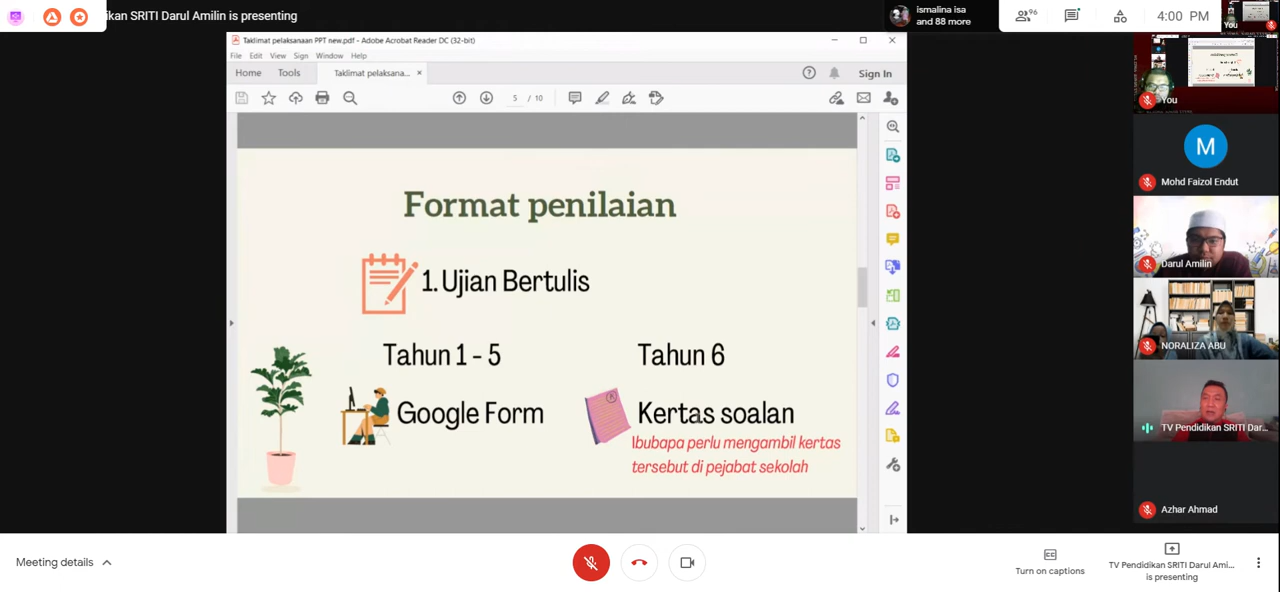 ikan SRITI Darul Amilin is presenting
ismalina isa
and 88 more
96
4:00 PM
You
Taklimat pelaksanaan PPT new.pdf - Adobe Acrobat Reader DC (32-bit)
File Edit View Sign Window Help
Home Tools Taklimat pelaksana... × Sign In
5 / 10
Format penilaian
1. Ujian Bertulis
Tahun 1 - 5
Tahun 6
Google Form
Kertas soalan
Ibubapa perlu mengambil kertas
tersebut di pejabat sekolah
You
M
Mohd Faizol Endut
Darul Amilin
NORALIZA ABU
TV Pendidikan SRITI Dar...
Azhar Ahmad
Meeting details
CC
Turn on captions
TV Pendidikan SRITI Darul Ami...
is presenting